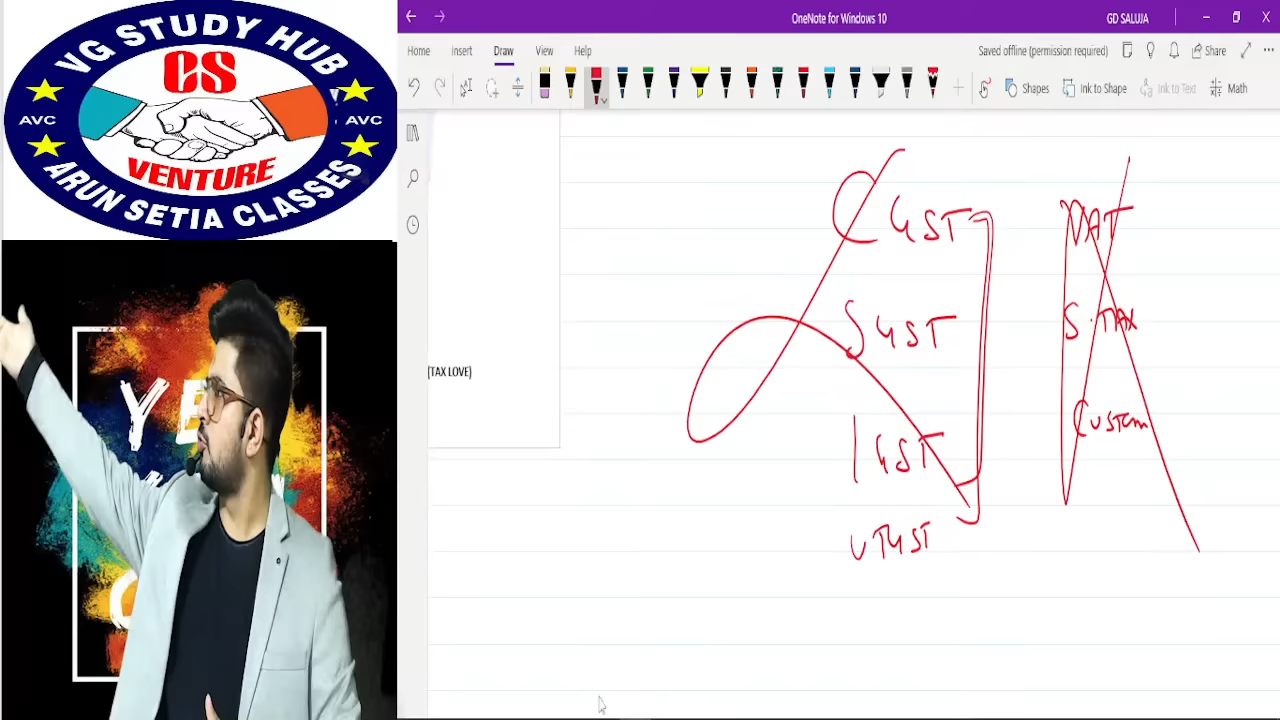 VG STUDY HUB
CS
AVC
AVC
VENTURE
ARUN SETIA CLASSES
OneNote for Windows 10
GD SALUJA
Home
Insert
Draw
View
Help
Saved offline (permission required)
Share
Shapes
Ink to Shape
Ink to Text
Math
(TAX LOVE)
CGST
SGST
IGST
UTGST
VAT
S.TAX
Custom